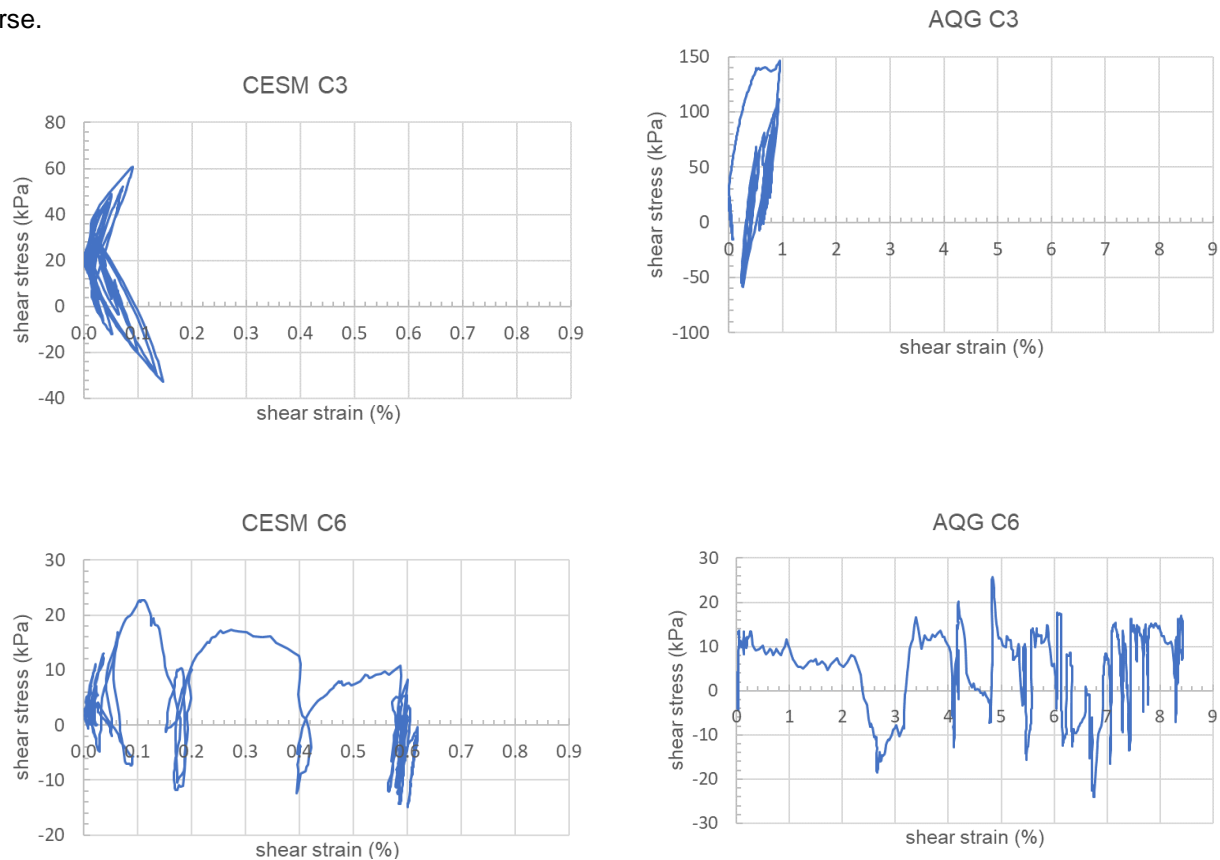 rse.
CESM C3
80
60
40
20
0
-20
-40
0.0 0.1 0.2 0.3 0.4 0.5 0.6 0.7 0.8 0.9
shear stress (kPa)
shear strain (%)
AQG C3
150
100
50
0
-50
-100
0 1 2 3 4 5 6 7 8 9
shear stress (kPa)
shear strain (%)
CESM C6
30
20
10
0
-10
-20
0.0 0.1 0.2 0.3 0.4 0.5 0.6 0.7 0.8 0.9
shear stress (kPa)
shear strain (%)
AQG C6
30
20
10
0
-10
-20
-30
0 1 2 3 4 5 6 7 8 9
shear stress (kPa)
shear strain (%)